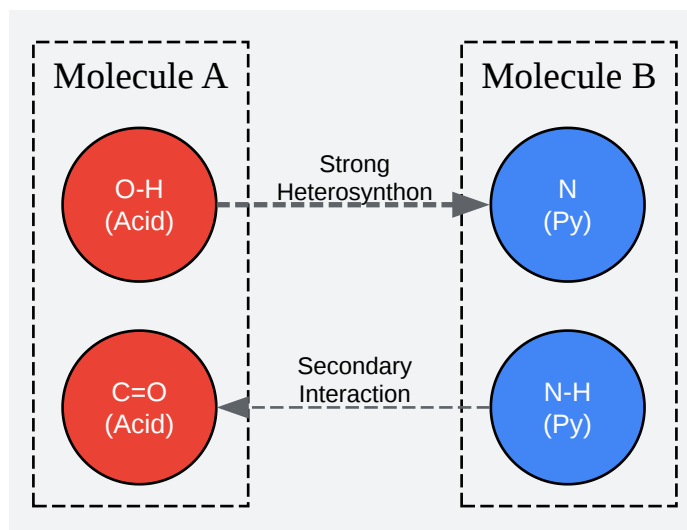 Molecule A
Molecule B
O-H
(Acid)
Strong
Heterosynthon
N
(Py)
C=O
(Acid)
Secondary
Interaction
N-H
(Py)